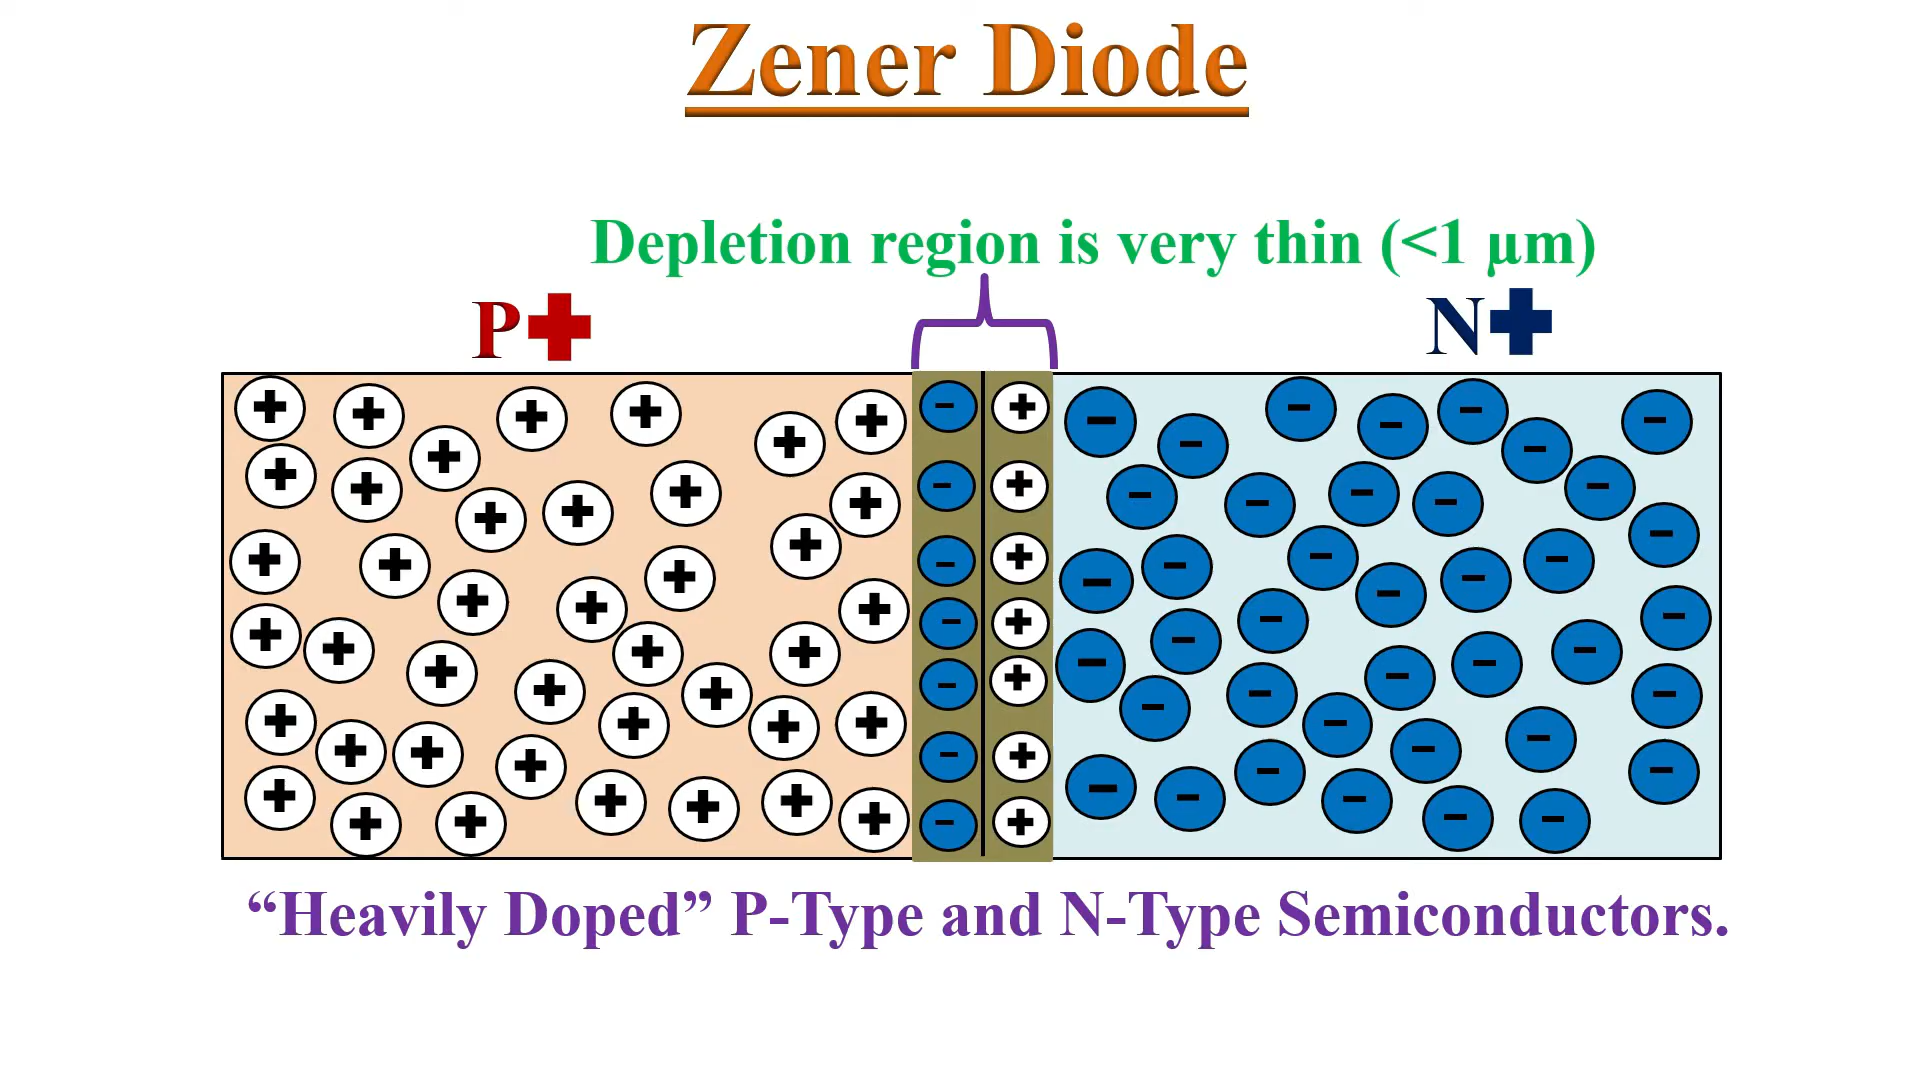 Zener Diode
Depletion region is very thin (<1 µm)
P+
N+
“Heavily Doped” P-Type and N-Type Semiconductors.